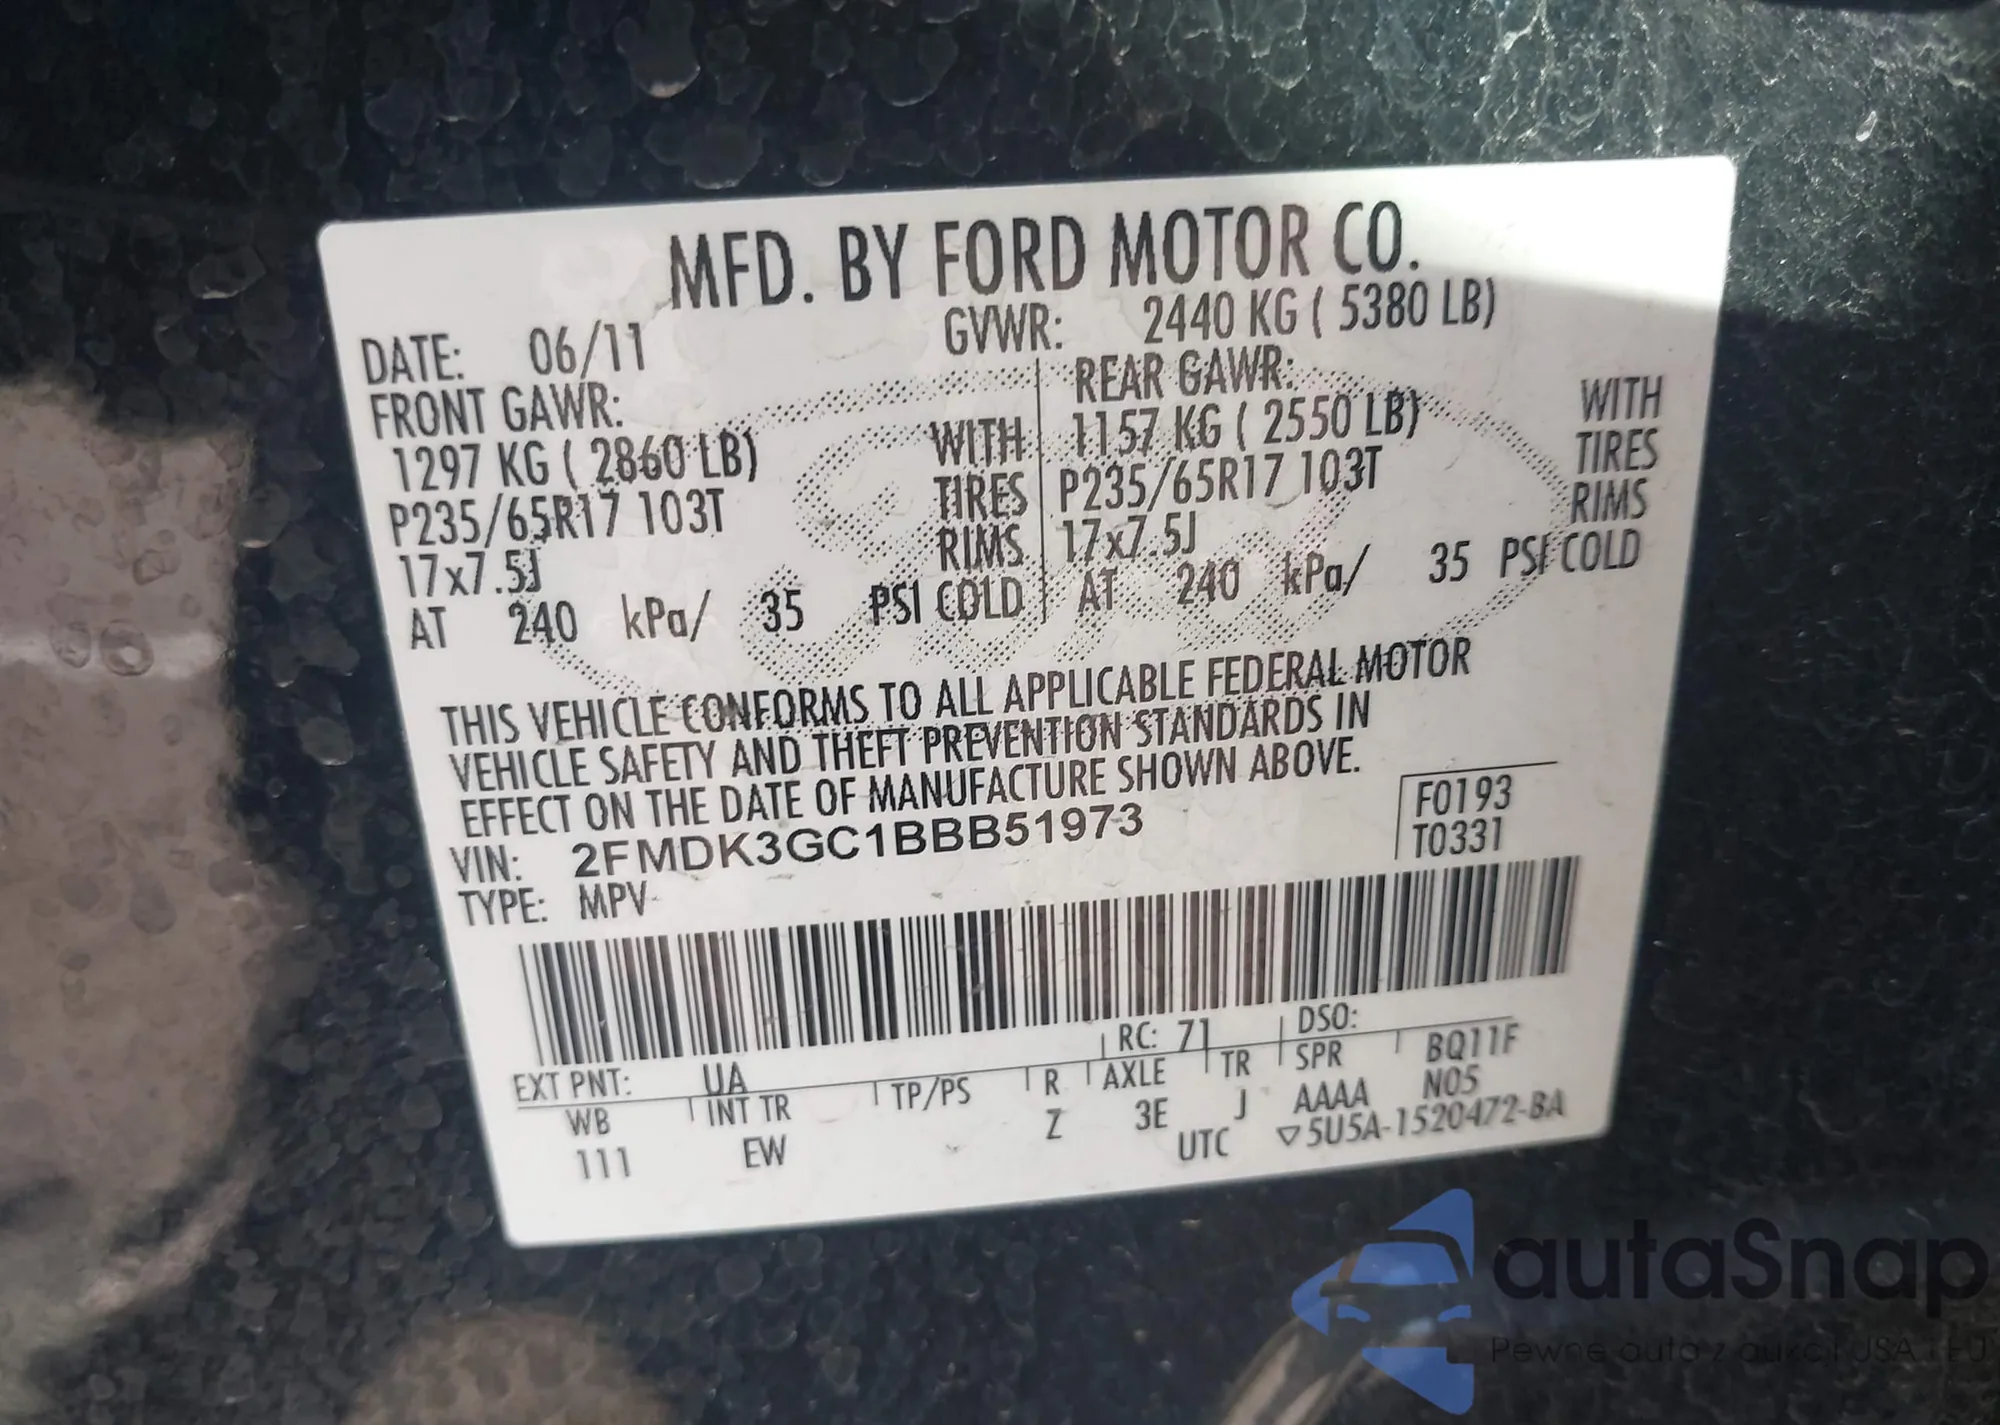 MFD. BY FORD MOTOR CO.
DATE: 06/11 GVWR: 2440 KG ( 5380 LB)
FRONT GAWR: REAR GAWR:
1297 KG ( 2860 LB) WITH 1157 KG ( 2550 LB) WITH
P235/65R17 103T TIRES P235/65R17 103T TIRES
17x7.5J RIMS 17x7.5J RIMS
AT 240 kPa/ 35 PSI COLD AT 240 kPa/ 35 PSI COLD
THIS VEHICLE CONFORMS TO ALL APPLICABLE FEDERAL MOTOR
VEHICLE SAFETY AND THEFT PREVENTION STANDARDS IN
EFFECT ON THE DATE OF MANUFACTURE SHOWN ABOVE.
VIN: 2FMDK3GC1BBB51973 F0193
TYPE: MPV T0331
EXT PNT: UA RC: 71 DSO:
WB INT TR TP/PS R AXLE TR SPR BQ11F
111 EW Z 3E J AAAA N05
UTC ▽5U5A-1520472-BA
autaSnap
Pewne auta z aukcji USA i EU